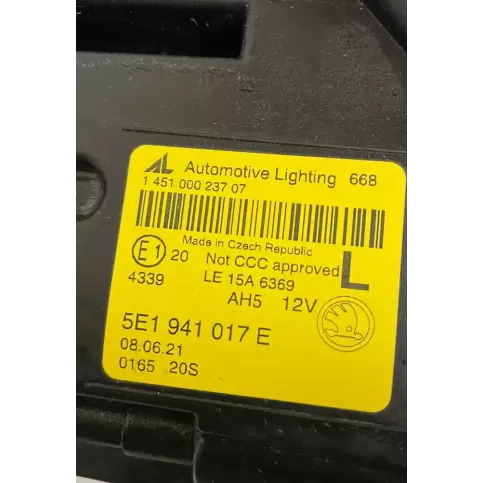 AL Automotive Lighting 668
1 451 000 237 07
Made in Czech Republic
E1 20 Not CCC approved L
4339 LE 15A 6369
AH5 12V
5E1 941 017 E
08.06.21
0165 20S